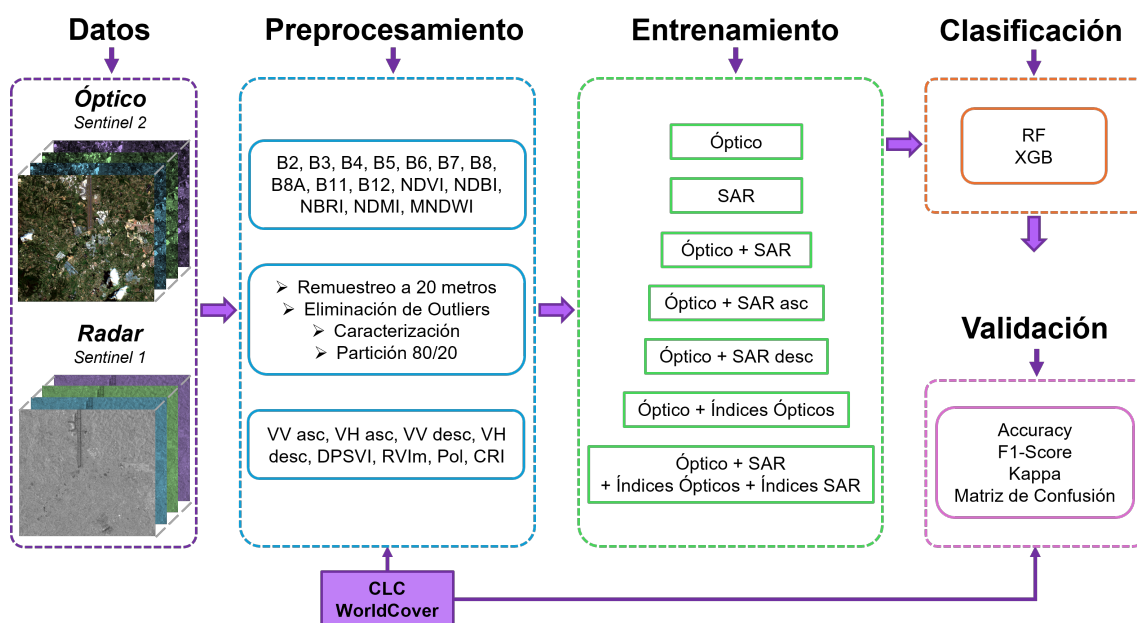 Datos
Óptico
Sentinel 2
Radar
Sentinel 1
Preprocesamiento
B2, B3, B4, B5, B6, B7, B8,
B8A, B11, B12, NDVI, NDBI,
NBRI, NDMI, MNDWI
Remuestreo a 20 metros
Eliminación de Outliers
Caracterización
Partición 80/20
VV asc, VH asc, VV desc, VH
desc, DPSVI, RVIm, Pol, CRI
CLC
WorldCover
Entrenamiento
Óptico
SAR
Óptico + SAR
Óptico + SAR asc
Óptico + SAR desc
Óptico + Índices Ópticos
Óptico + SAR
+ Índices Ópticos + Índices SAR
Clasificación
RF
XGB
Validación
Accuracy
F1-Score
Kappa
Matriz de Confusión